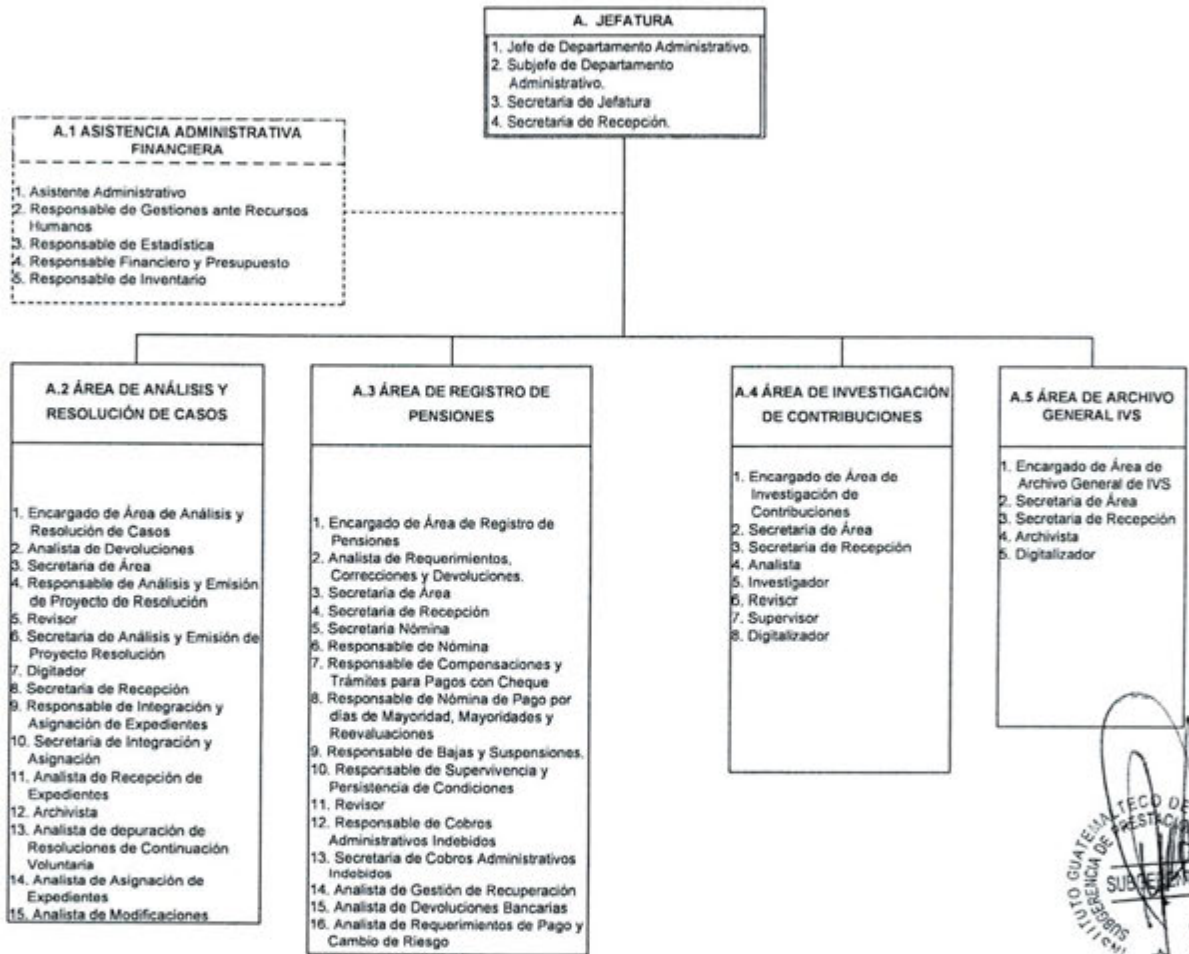 A. JEFATURA
1. Jefe de Departamento Administrativo.
2. Subjefe de Departamento
Administrativo.
3. Secretaria de Jefatura
4. Secretaria de Recepción.
A.1 ASISTENCIA ADMINISTRATIVA
FINANCIERA
1. Asistente Administrativo
2. Responsable de Gestiones ante Recursos
Humanos
3. Responsable de Estadística
4. Responsable Financiero y Presupuesto
5. Responsable de Inventario
A.2 ÁREA DE ANÁLISIS Y
RESOLUCIÓN DE CASOS
1. Encargado de Área de Análisis y
Resolución de Casos
2. Analista de Devoluciones
3. Secretaria de Área
4. Responsable de Análisis y Emisión
de Proyecto de Resolución
5. Revisor
6. Secretaria de Análisis y Emisión de
Proyecto Resolución
7. Digitador
8. Secretaria de Recepción
9. Responsable de Integración y
Asignación de Expedientes
10. Secretaria de Integración y
Asignación
11. Analista de Recepción de
Expedientes
12. Archivista
13. Analista de depuración de
Resoluciones de Continuación
Voluntaria
14. Analista de Asignación de
Expedientes
15. Analista de Modificaciones
A.3 ÁREA DE REGISTRO DE
PENSIONES
1. Encargado de Área de Registro de
Pensiones
2. Analista de Requerimientos,
Correcciones y Devoluciones.
3. Secretaria de Área
4. Secretaria de Recepción
5. Secretaria Nómina
6. Responsable de Nómina
7. Responsable de Compensaciones y
Trámites para Pagos con Cheque
8. Responsable de Nómina de Pago por
días de Mayoridad, Mayoridades y
Reevaluaciones
9. Responsable de Bajas y Suspensiones.
10. Responsable de Supervivencia y
Persistencia de Condiciones
11. Revisor
12. Responsable de Cobros
Administrativos Indebidos
13. Secretaria de Cobros Administrativos
Indebidos
14. Analista de Gestión de Recuperación
15. Analista de Devoluciones Bancarias
16. Analista de Requerimientos de Pago y
Cambio de Riesgo
A.4 ÁREA DE INVESTIGACIÓN
DE CONTRIBUCIONES
1. Encargado de Área de
Investigación de
Contribuciones
2. Secretaria de Área
3. Secretaria de Recepción
4. Analista
5. Investigador
6. Revisor
7. Supervisor
8. Digitalizador
A.5 ÁREA DE ARCHIVO
GENERAL IVS
1. Encargado de Área de
Archivo General de IVS
2. Secretaria de Área
3. Secretaria de Recepción
4. Archivista
5. Digitalizador